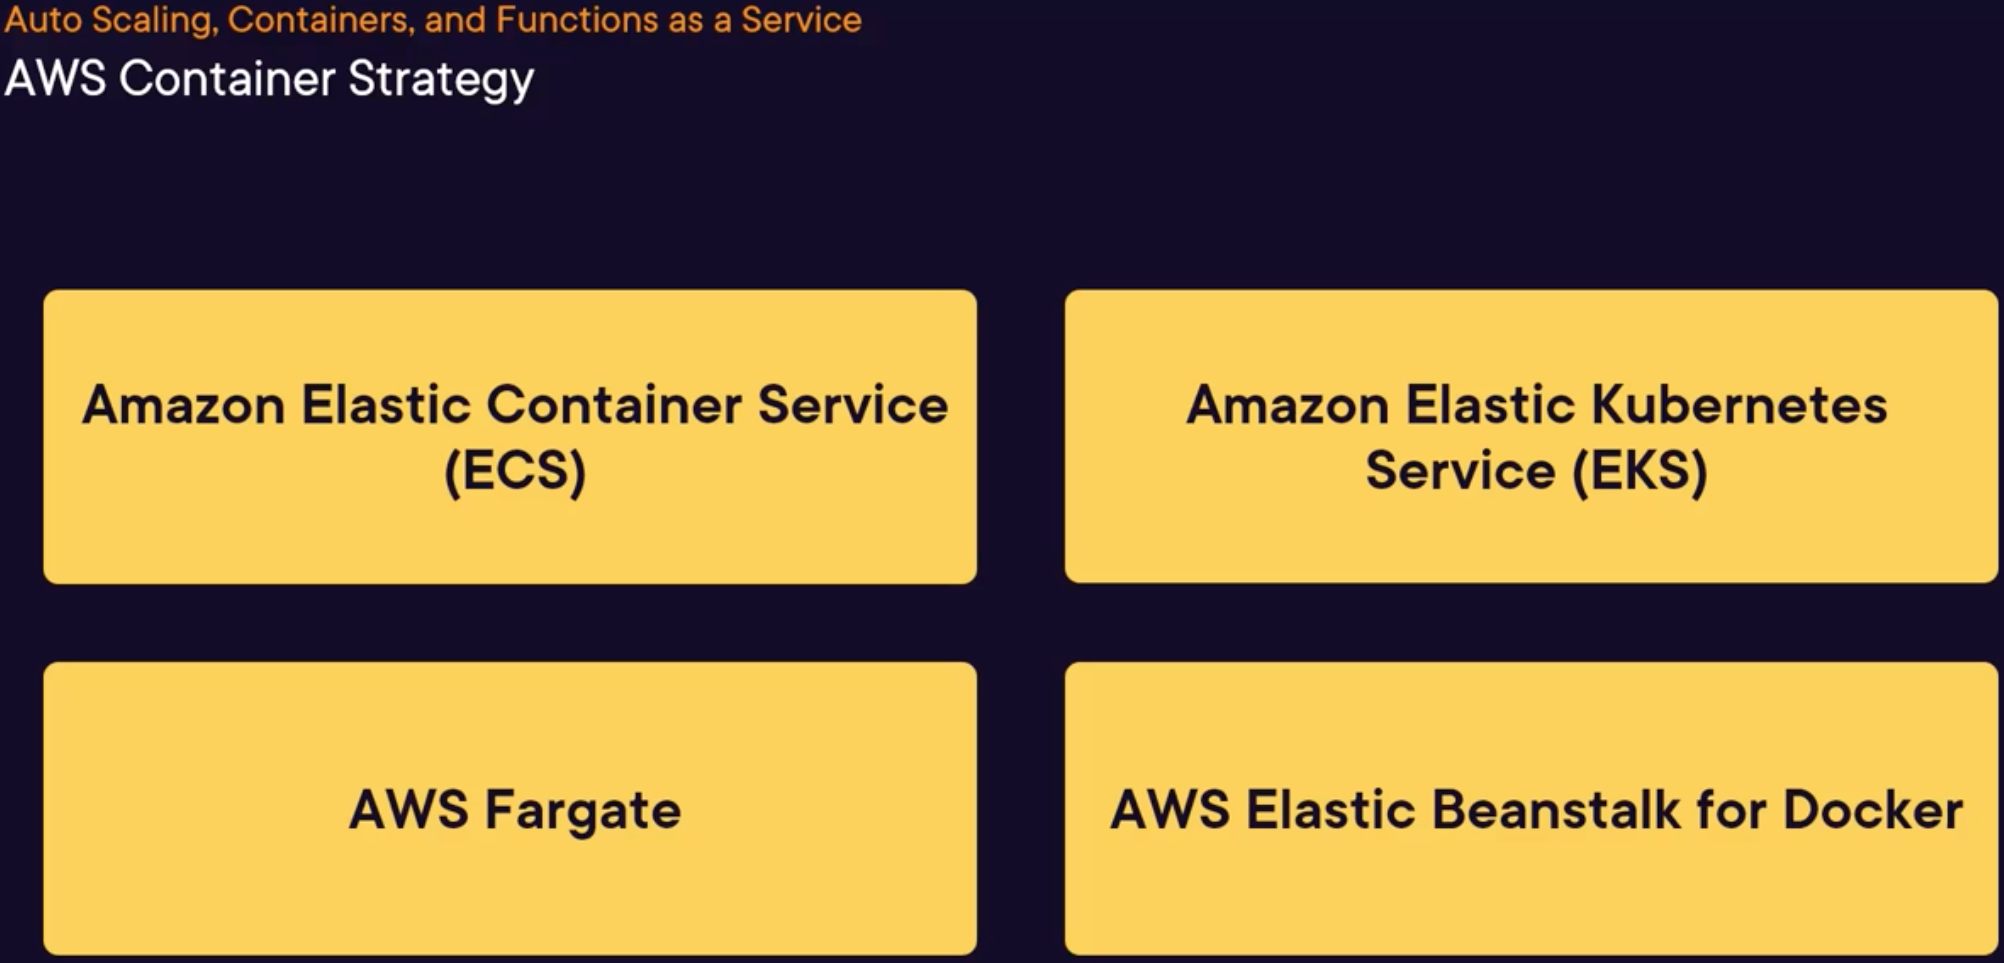 Auto Scaling, Containers, and Functions as a Service
AWS Container Strategy
Amazon Elastic Container Service
(ECS)
Amazon Elastic Kubernetes
Service (EKS)
AWS Fargate
AWS Elastic Beanstalk for Docker